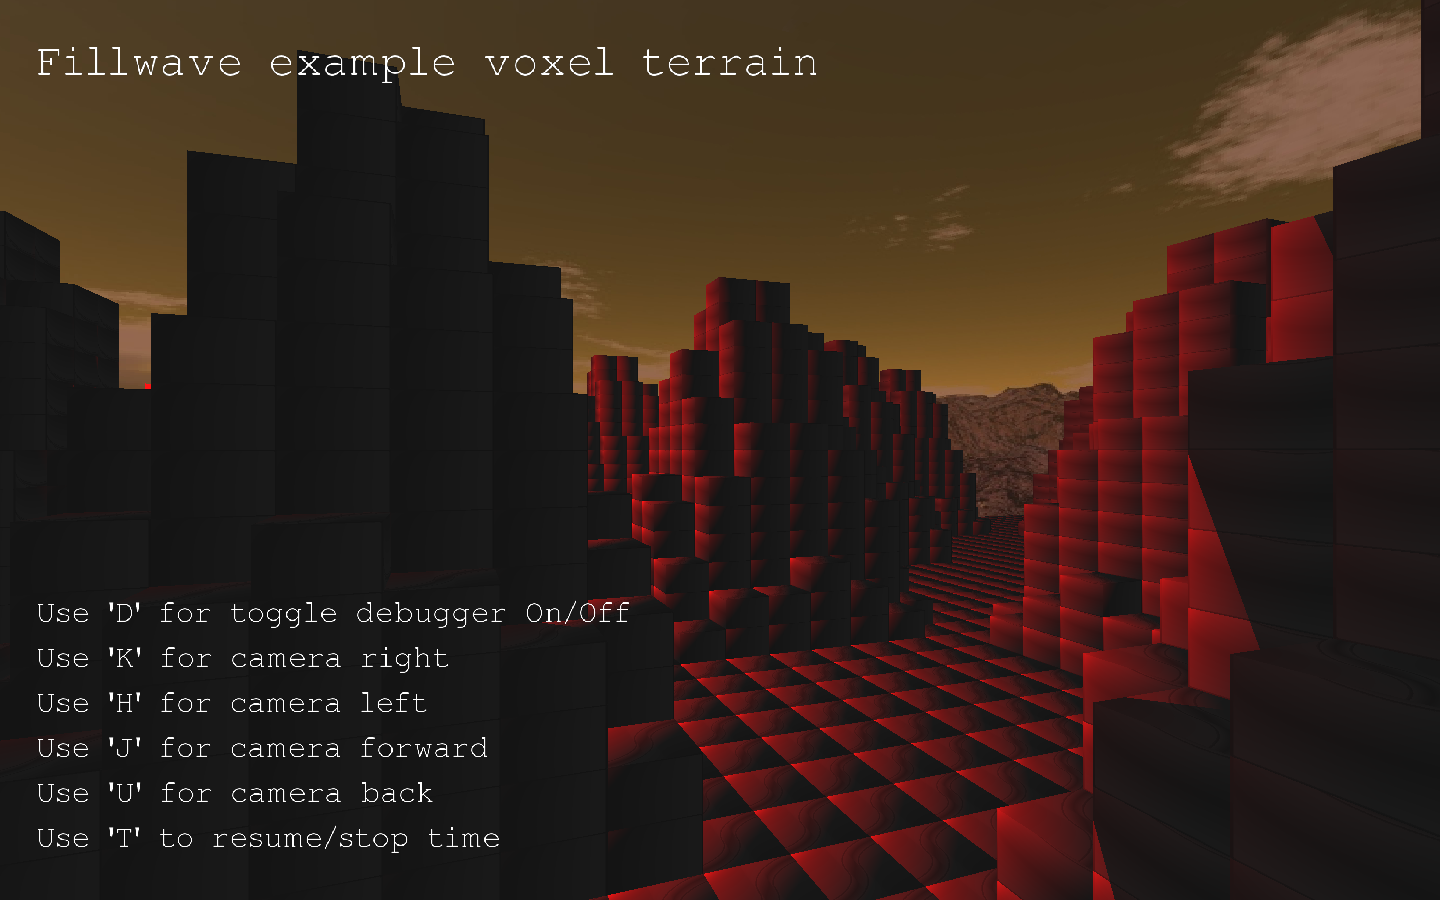 Fillwave example voxel terrain
Use 'D' for toggle debugger On/Off
Use 'K' for camera right
Use 'H' for camera left
Use 'J' for camera forward
Use 'U' for camera back
Use 'T' to resume/stop time